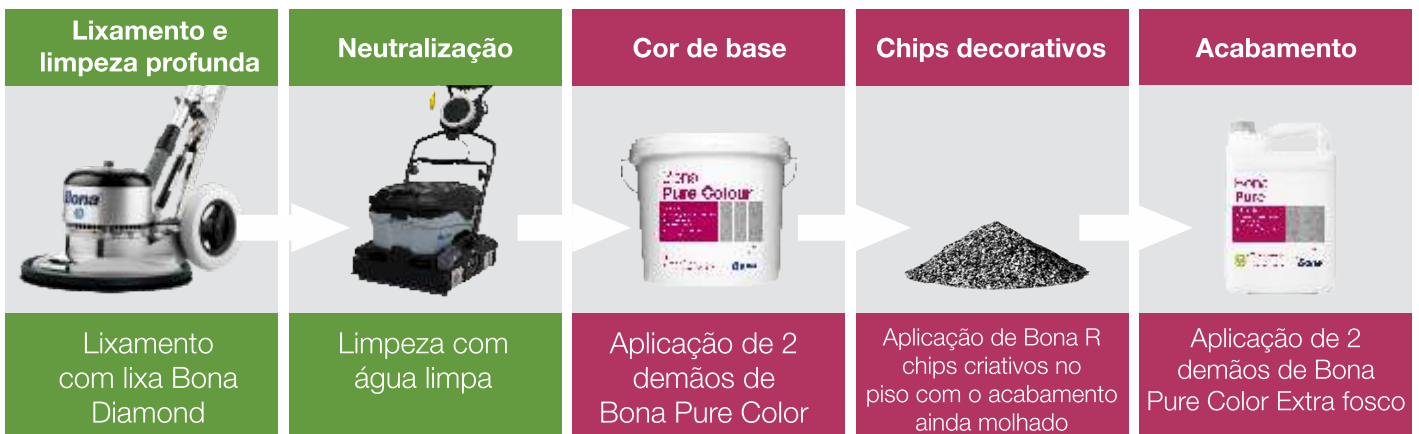 Lixamento e
limpeza profunda
Neutralização
Cor de base
Chips decorativos
Acabamento
Bona
Bona
Pure Colour
Bona
Bona
Pure
Bona
Lixamento
com lixa Bona
Diamond
Limpeza com
água limpa
Aplicação de 2
demãos de
Bona Pure Color
Aplicação de Bona R
chips criativos no
piso com o acabamento
ainda molhado
Aplicação de 2
demãos de Bona
Pure Color Extra fosco